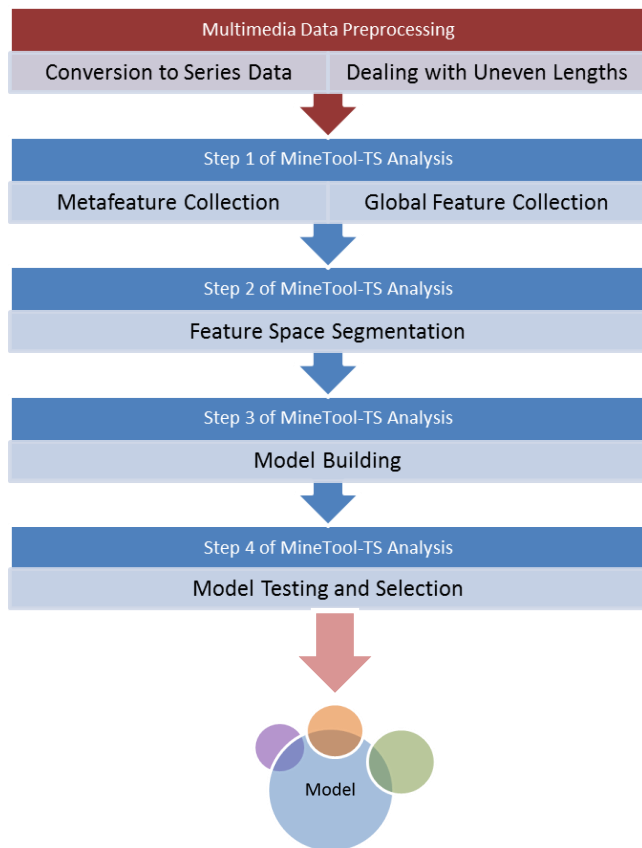 Multimedia Data Preprocessing
Conversion to Series Data
Dealing with Uneven Lengths
Step 1 of MineTool-TS Analysis
Metafeature Collection
Global Feature Collection
Step 2 of MineTool-TS Analysis
Feature Space Segmentation
Step 3 of MineTool-TS Analysis
Model Building
Step 4 of MineTool-TS Analysis
Model Testing and Selection
Model